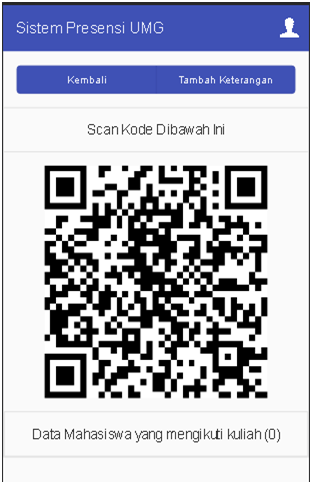 Sistem Presensi UMG
Kembali
Tambah Keterangan
Scan Kode Dibawah Ini
Data Mahasiswa yang mengikuti kuliah (0)